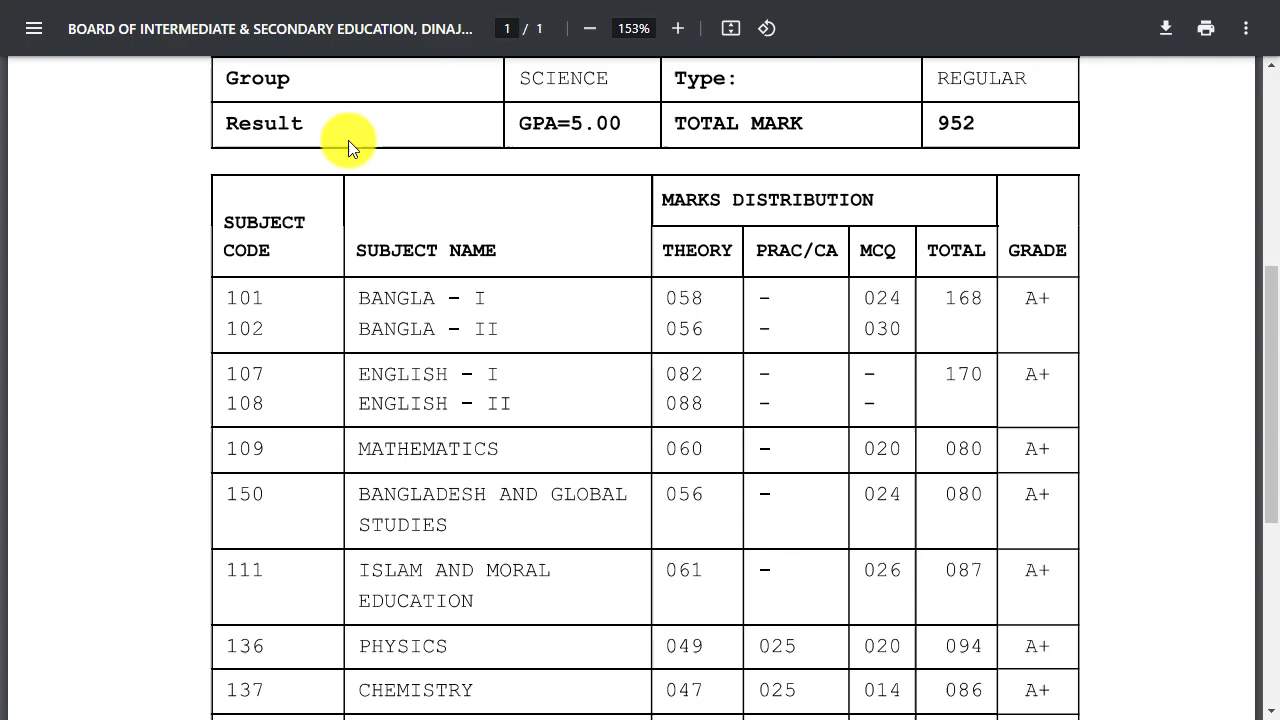 BOARD OF INTERMEDIATE & SECONDARY EDUCATION, DINAJ... 1 / 1 153%
Group SCIENCE Type: REGULAR
Result GPA=5.00 TOTAL MARK 952
MARKS DISTRIBUTION
SUBJECT
CODE SUBJECT NAME THEORY PRAC/CA MCQ TOTAL GRADE
101 BANGLA - I 058 - 024 168 A+
102 BANGLA - II 056 - 030
107 ENGLISH - I 082 - - 170 A+
108 ENGLISH - II 088 - -
109 MATHEMATICS 060 - 020 080 A+
150 BANGLADESH AND GLOBAL 056 - 024 080 A+
STUDIES
111 ISLAM AND MORAL 061 - 026 087 A+
EDUCATION
136 PHYSICS 049 025 020 094 A+
137 CHEMISTRY 047 025 014 086 A+